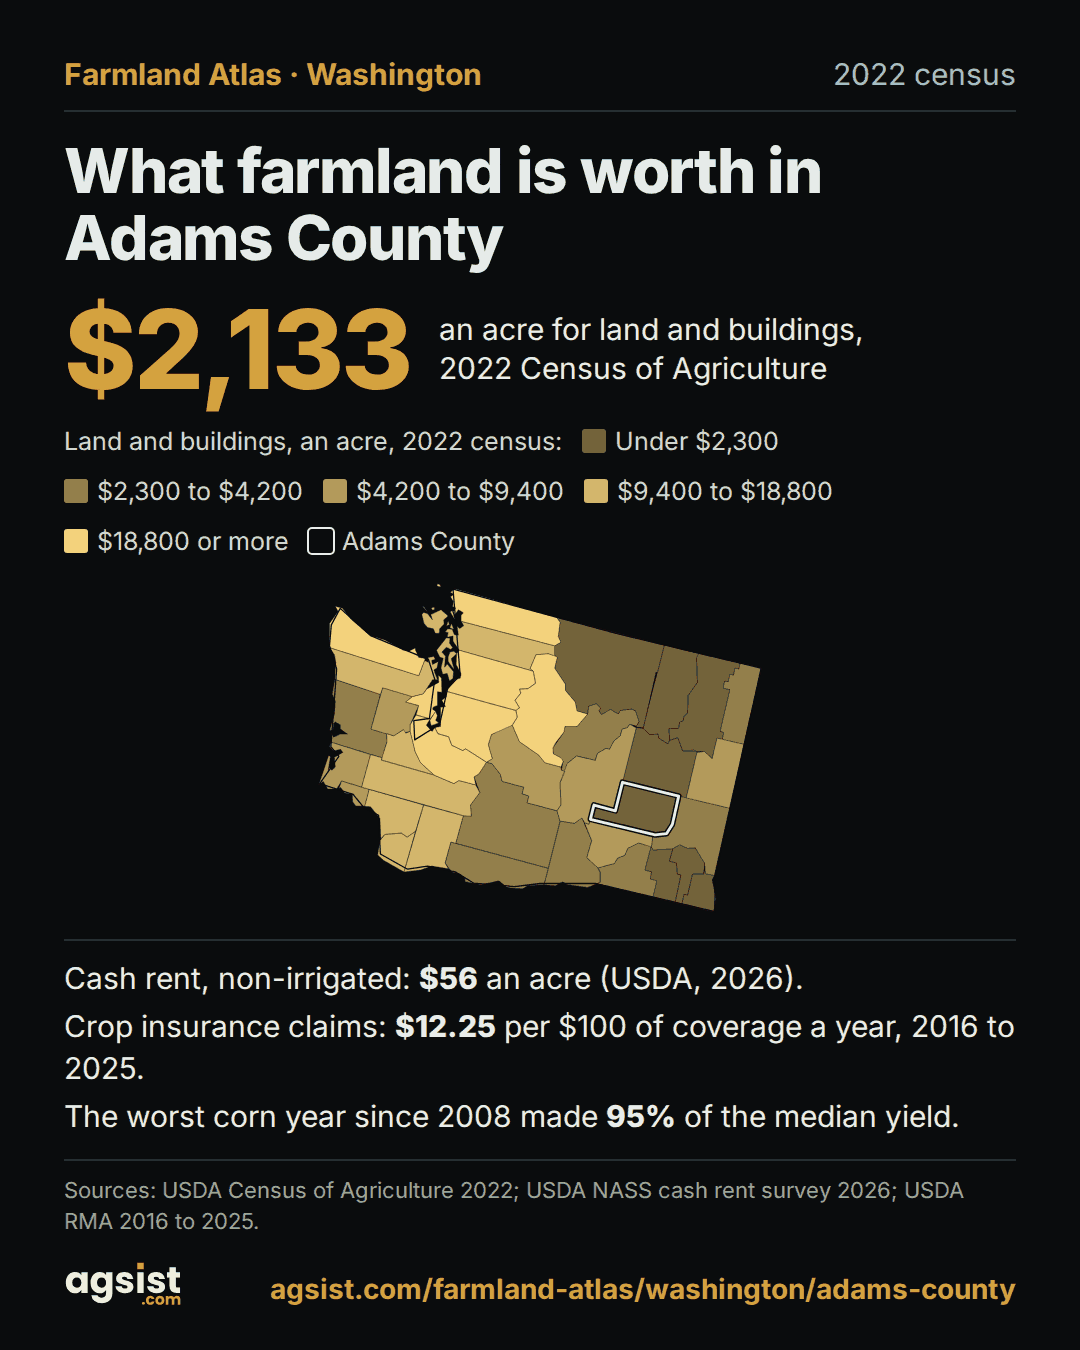 Farmland Atlas · Washington
2022 census
What farmland is worth in
Adams County
$2,133
an acre for land and buildings,
2022 Census of Agriculture
Land and buildings, an acre, 2022 census: Under $2,300
$2,300 to $4,200 $4,200 to $9,400 $9,400 to $18,800
$18,800 or more Adams County
Cash rent, non-irrigated: $56 an acre (USDA, 2026).
Crop insurance claims: $12.25 per $100 of coverage a year, 2016 to
2025.
The worst corn year since 2008 made 95% of the median yield.
Sources: USDA Census of Agriculture 2022; USDA NASS cash rent survey 2026; USDA
RMA 2016 to 2025.
agsist
.com
agsist.com/farmland-atlas/washington/adams-county